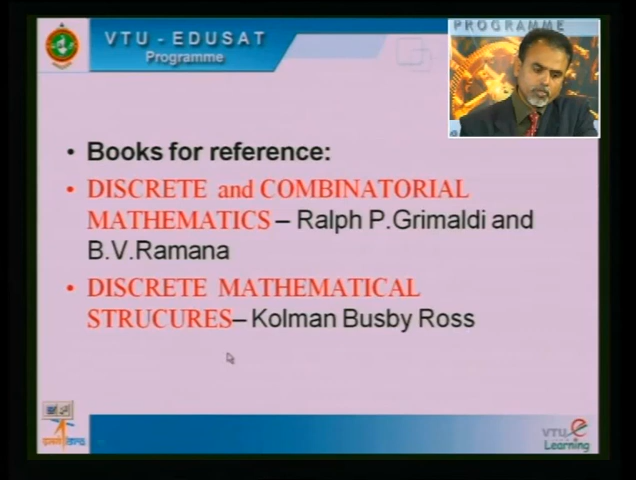 VTU - EDUSAT
Programme
PROGRAMME
• Books for reference:
• DISCRETE and COMBINATORIAL
MATHEMATICS – Ralph P.Grimaldi and
B.V.Ramana
• DISCRETE MATHEMATICAL
STRUCURES– Kolman Busby Ross
VTU e
Learning